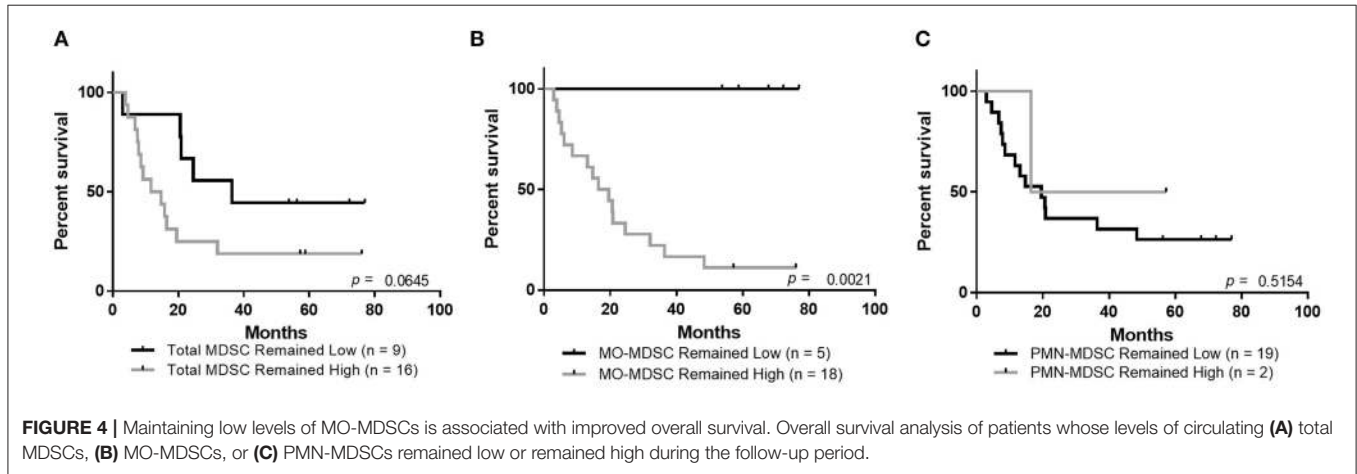 A
Percent survival
100
50
0
0 20 40 60 80 100
p = 0.0645
Months
Total MDSC Remained Low (n = 9)
Total MDSC Remained High (n = 16)
B
Percent survival
100
50
0
0 20 40 60 80 100
p = 0.0021
Months
MO-MDSC Remained Low (n = 5)
MO-MDSC Remained High (n = 18)
C
Percent survival
100
50
0
0 20 40 60 80 100
p = 0.5154
Months
PMN-MDSC Remained Low (n = 19)
PMN-MDSC Remained High (n = 2)
FIGURE 4 | Maintaining low levels of MO-MDSCs is associated with improved overall survival. Overall survival analysis of patients whose levels of circulating (A) total
MDSCs, (B) MO-MDSCs, or (C) PMN-MDSCs remained low or remained high during the follow-up period.